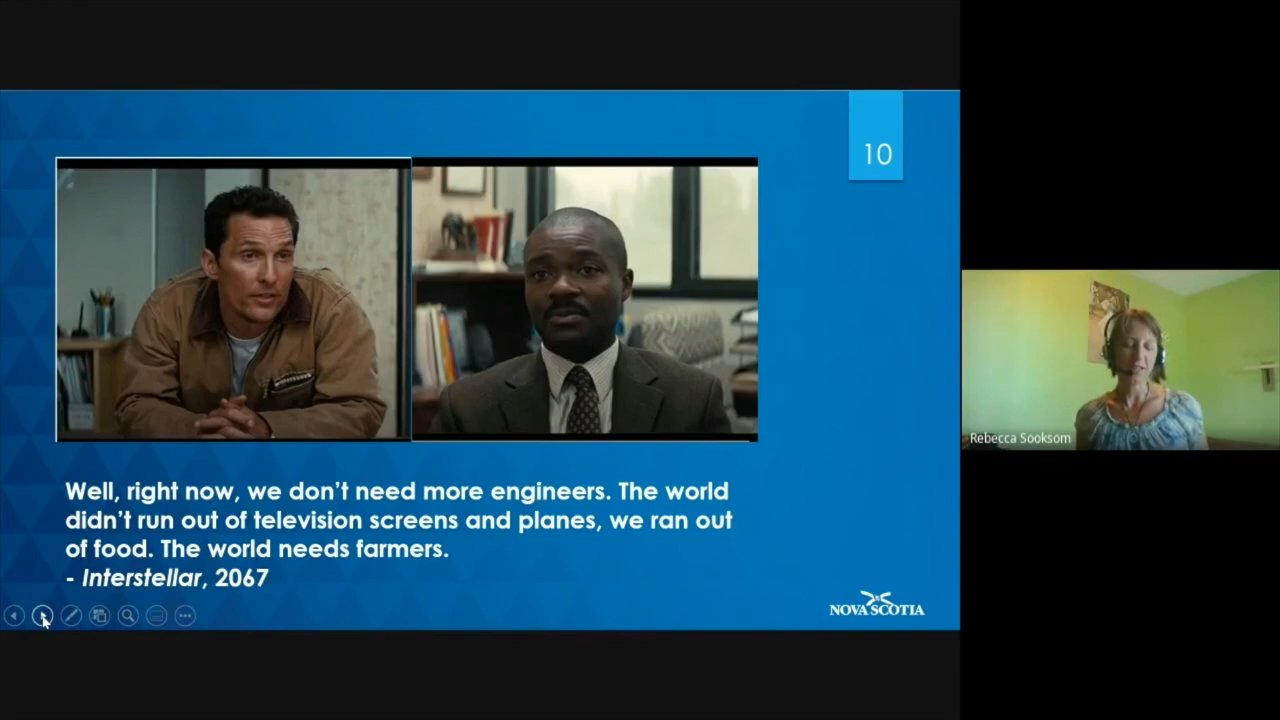 10
Well, right now, we don't need more engineers. The world
didn't run out of television screens and planes, we ran out
of food. The world needs farmers.
- Interstellar, 2067
NOVA SCOTIA
Rebecca Sooksom